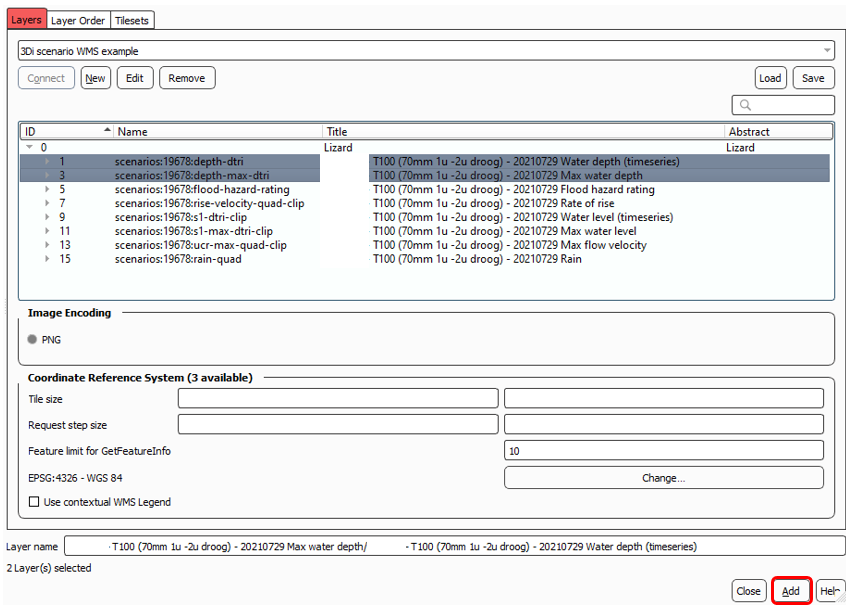 Layers Layer Order Tilesets
3Di scenario WMS example
Connect New Edit Remove Load Save
ID Name Title Abstract
0 Lizard Lizard
1 scenarios:19678:depth-dtri T100 (70mm 1u -2u droog) - 20210729 Water depth (timeseries)
3 scenarios:19678:depth-max-dtri T100 (70mm 1u -2u droog) - 20210729 Max water depth
5 scenarios:19678:flood-hazard-rating T100 (70mm 1u -2u droog) - 20210729 Flood hazard rating
7 scenarios:19678:rise-velocity-quad-clip T100 (70mm 1u -2u droog) - 20210729 Rate of rise
9 scenarios:19678:s1-dtri-clip T100 (70mm 1u -2u droog) - 20210729 Water level (timeseries)
11 scenarios:19678:s1-max-dtri-clip T100 (70mm 1u -2u droog) - 20210729 Max water level
13 scenarios:19678:ucr-max-quad-clip T100 (70mm 1u -2u droog) - 20210729 Max flow velocity
15 scenarios:19678:rain-quad T100 (70mm 1u -2u droog) - 20210729 Rain
Image Encoding
PNG
Coordinate Reference System (3 available)
Tile size
Request step size
Feature limit for GetFeatureInfo 10
EPSG:4326 - WGS 84 Change...
Use contextual WMS Legend
Layer name - T100 (70mm 1u -2u droog) - 20210729 Max water depth/ - T100 (70mm 1u -2u droog) - 20210729 Water depth (timeseries)
2 Layer(s) selected
Close Add Help